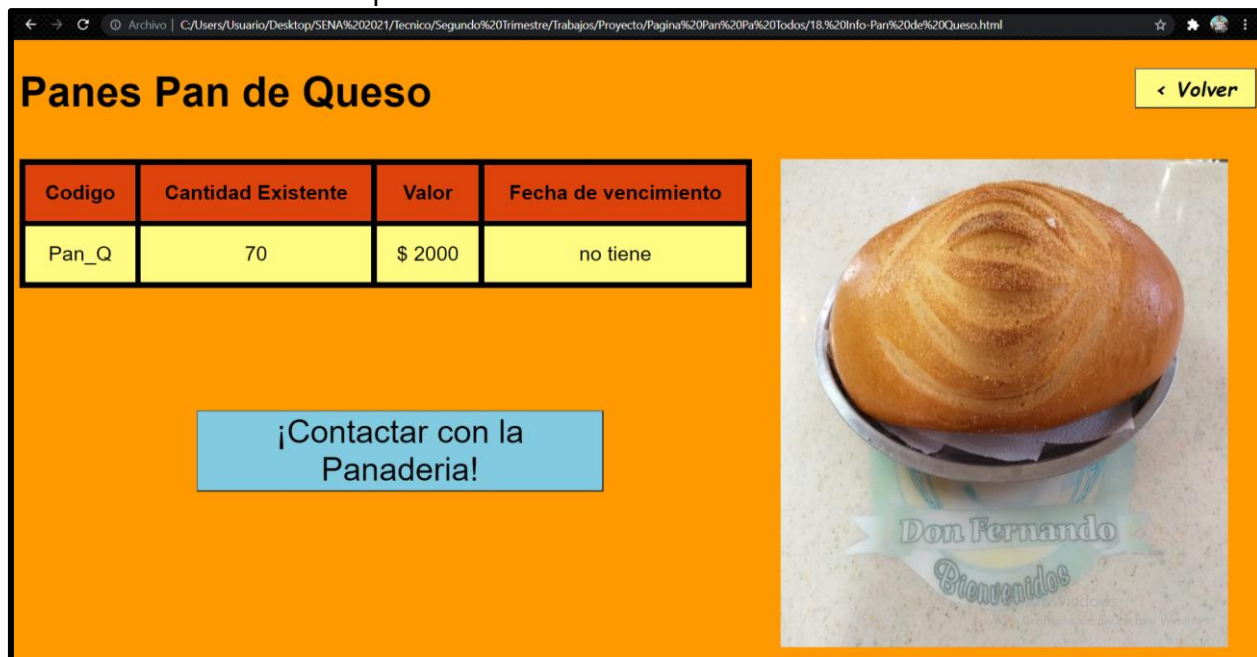 Archivo | C:/Users/Usuario/Desktop/SENA%202021/Tecnico/Segundo%20Trimestre/Trabajos/Proyecto/Pagina%20Pan%20Pa%20Todos/18.%20Info-Pan%20de%20Queso.html
Panes Pan de Queso
< Volver
Codigo Cantidad Existente Valor Fecha de vencimiento
Pan_Q 70 $ 2000 no tiene
¡Contactar con la
Panaderia!
Don Fernando
Bienvenidos
Windows